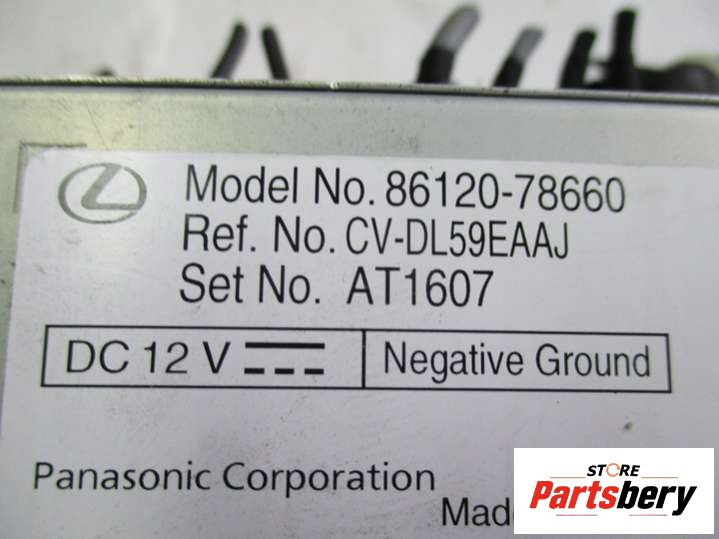 Model No. 86120-78660
Ref. No. CV-DL59EAAJ
Set No. AT1607
DC 12 V
Negative Ground
Panasonic Corporation
STORE
Partsbery